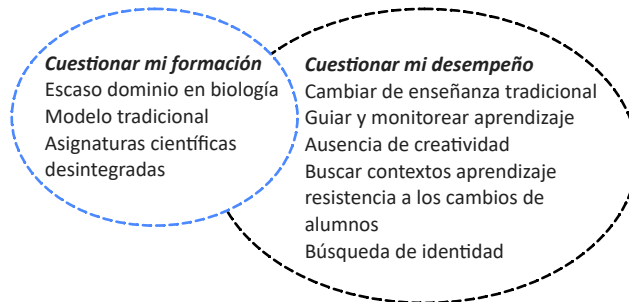 Cuestionar mi formación
Escaso dominio en biología
Modelo tradicional
Asignaturas científicas
desintegradas
Cuestionar mi desempeño
Cambiar de enseñanza tradicional
Guiar y monitorear aprendizaje
Ausencia de creatividad
Buscar contextos aprendizaje
resistencia a los cambios de
alumnos
Búsqueda de identidad